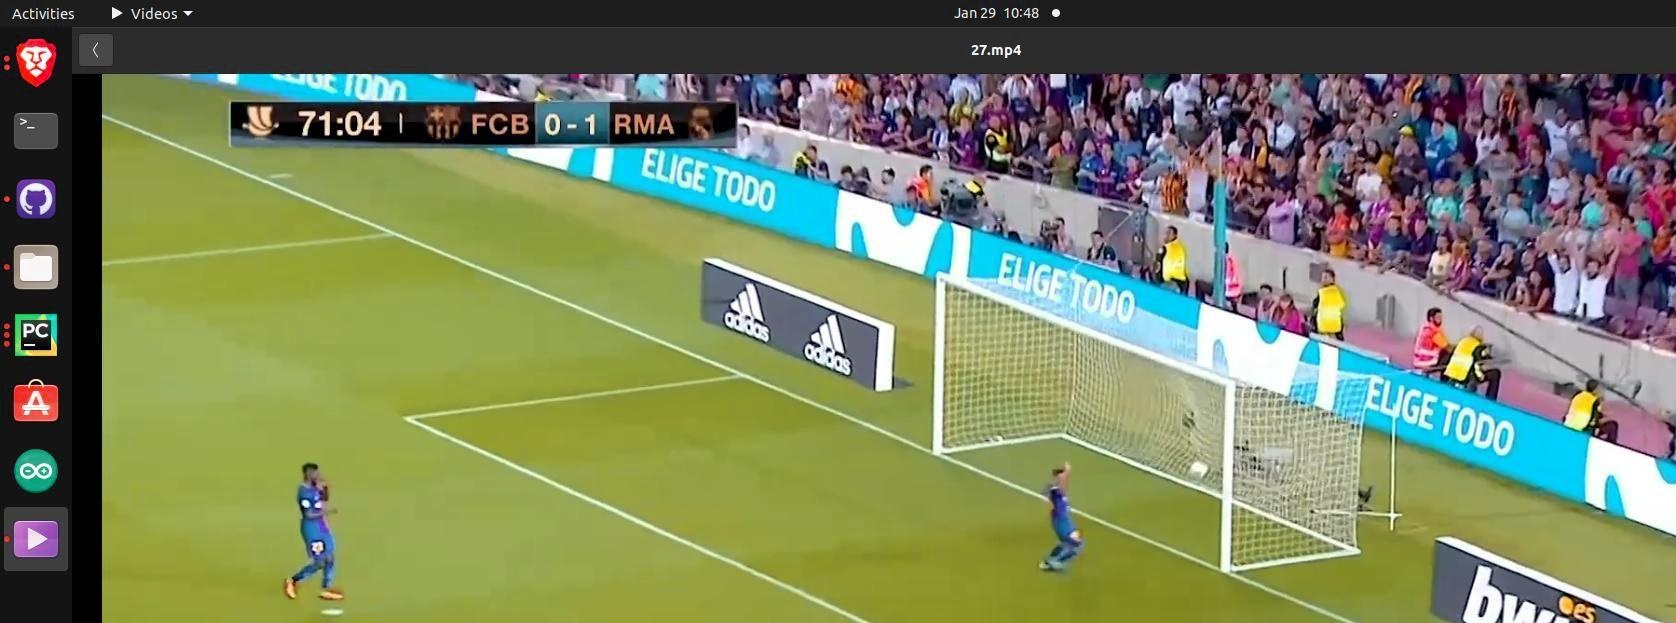 Activities
Videos
Jan 29 10:48
27.mp4
>_
PC
ELIGE TODO
71:04 | FCB 0 - 1 RMA
ELIGE TODO
ELIGE TODO
adidas
adidas
ELIGE TODO
es